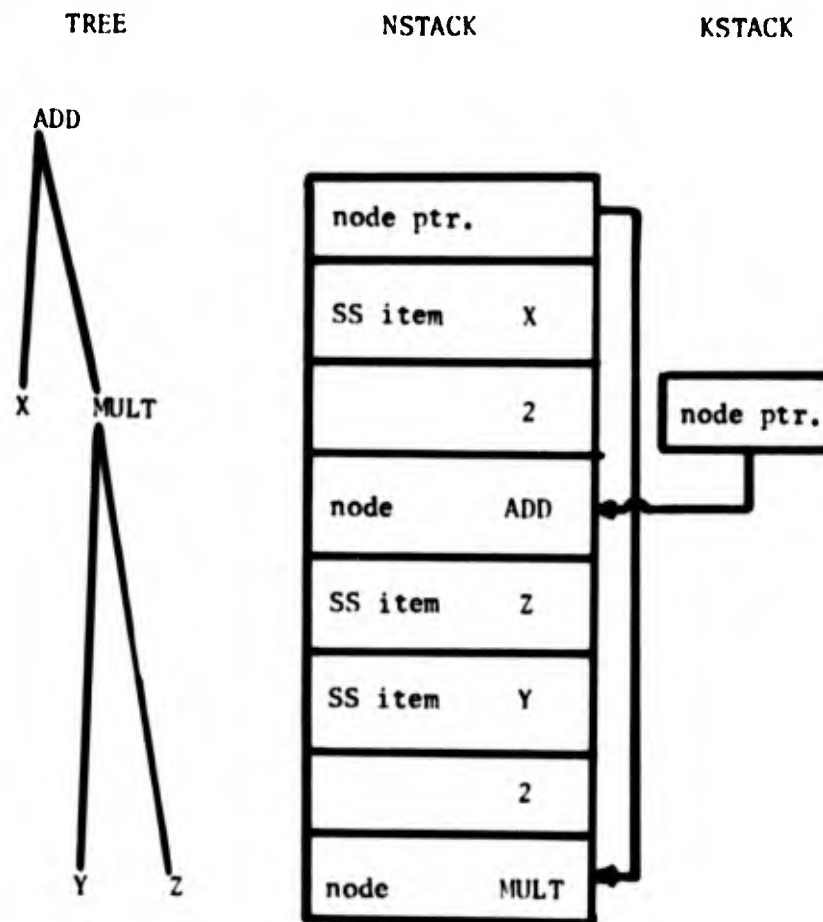 TREE NSTACK KSTACK
ADD
node ptr.
SS item X
X MULT
2
node ptr.
node ADD
SS item Z
SS item Y
2
Y Z
node MULT